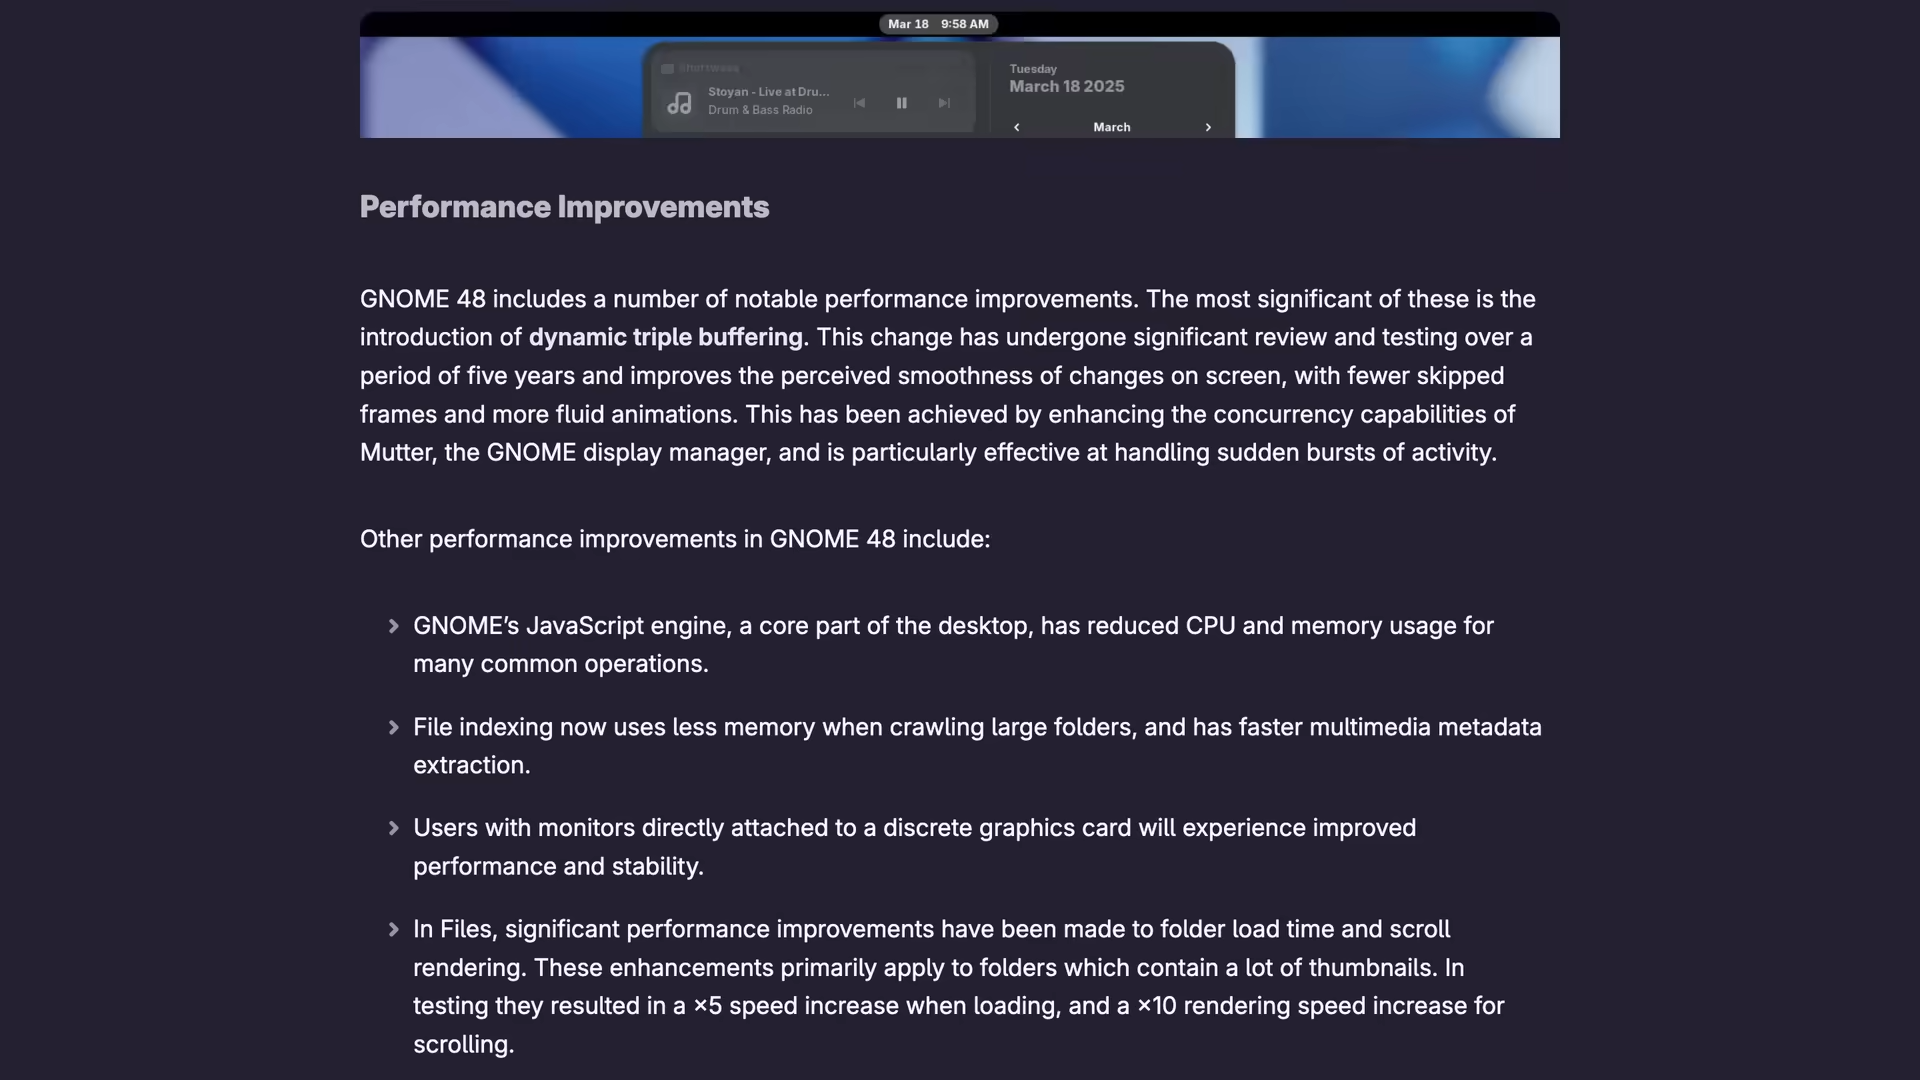 Mar 18 9:58 AM
Shortwave
Tuesday
March 18 2025
Stoyan - Live at Dru...
Drum & Bass Radio
March
Performance Improvements
GNOME 48 includes a number of notable performance improvements. The most significant of these is the
introduction of dynamic triple buffering. This change has undergone significant review and testing over a
period of five years and improves the perceived smoothness of changes on screen, with fewer skipped
frames and more fluid animations. This has been achieved by enhancing the concurrency capabilities of
Mutter, the GNOME display manager, and is particularly effective at handling sudden bursts of activity.
Other performance improvements in GNOME 48 include:
GNOME’s JavaScript engine, a core part of the desktop, has reduced CPU and memory usage for
many common operations.
File indexing now uses less memory when crawling large folders, and has faster multimedia metadata
extraction.
Users with monitors directly attached to a discrete graphics card will experience improved
performance and stability.
In Files, significant performance improvements have been made to folder load time and scroll
rendering. These enhancements primarily apply to folders which contain a lot of thumbnails. In
testing they resulted in a ×5 speed increase when loading, and a ×10 rendering speed increase for
scrolling.